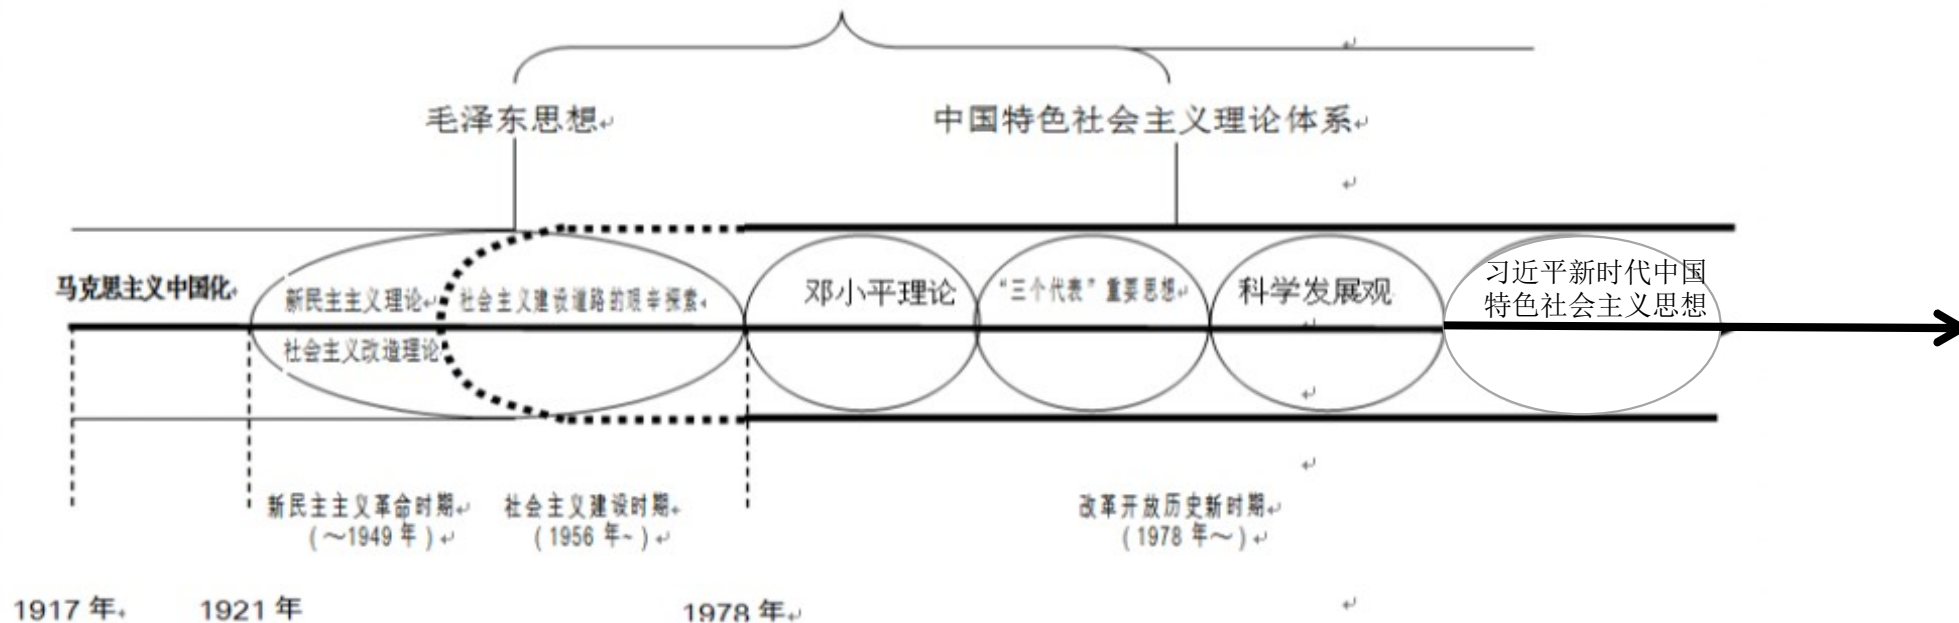 毛泽东思想
中国特色社会主义理论体系
马克思主义中国化
新民主主义理论
社会主义改造理论
社会主义建设道路的艰辛探索
邓小平理论
“三个代表”重要思想
科学发展观
习近平新时代中国
特色社会主义思想
新民主主义革命时期
(～1949年)
社会主义建设时期
(1956年~)
改革开放历史新时期
(1978年～)
1917年
1921年
1978年